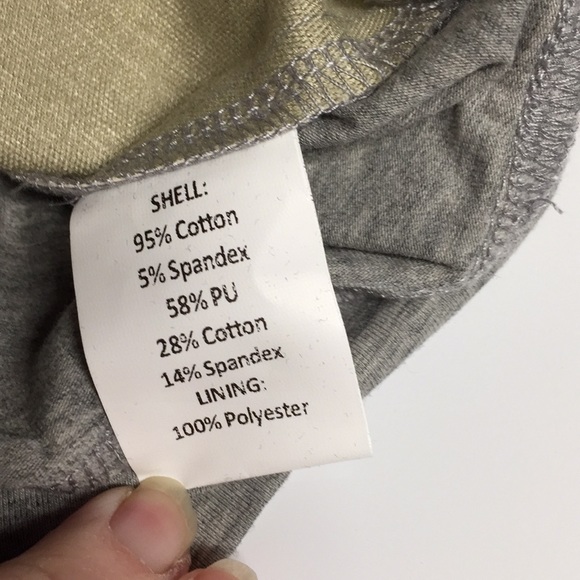 SHELL:
95% Cotton
5% Spandex
58% PU
28% Cotton
14% Spandex
LINING:
100% Polyester